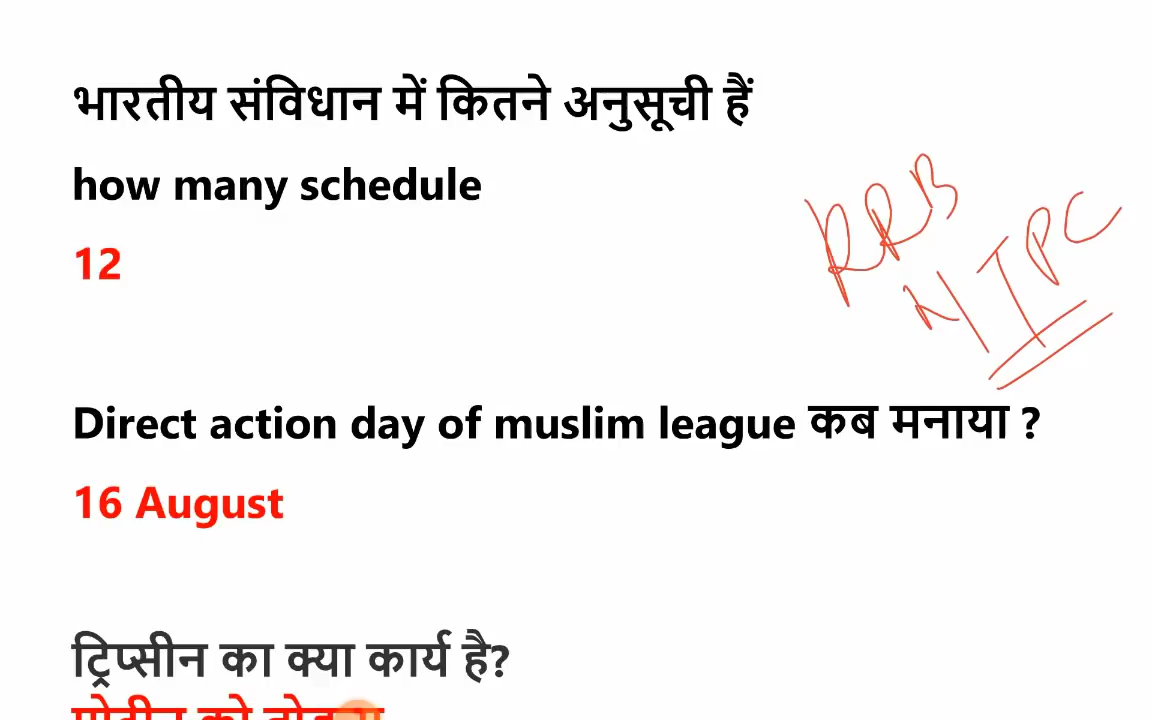 भारतीय संविधान में कितने अनुसूची हैं
how many schedule
12
RRB
NTPC
Direct action day of muslim league कब मनाया ?
16 August
ट्रिप्सीन का क्या कार्य है?